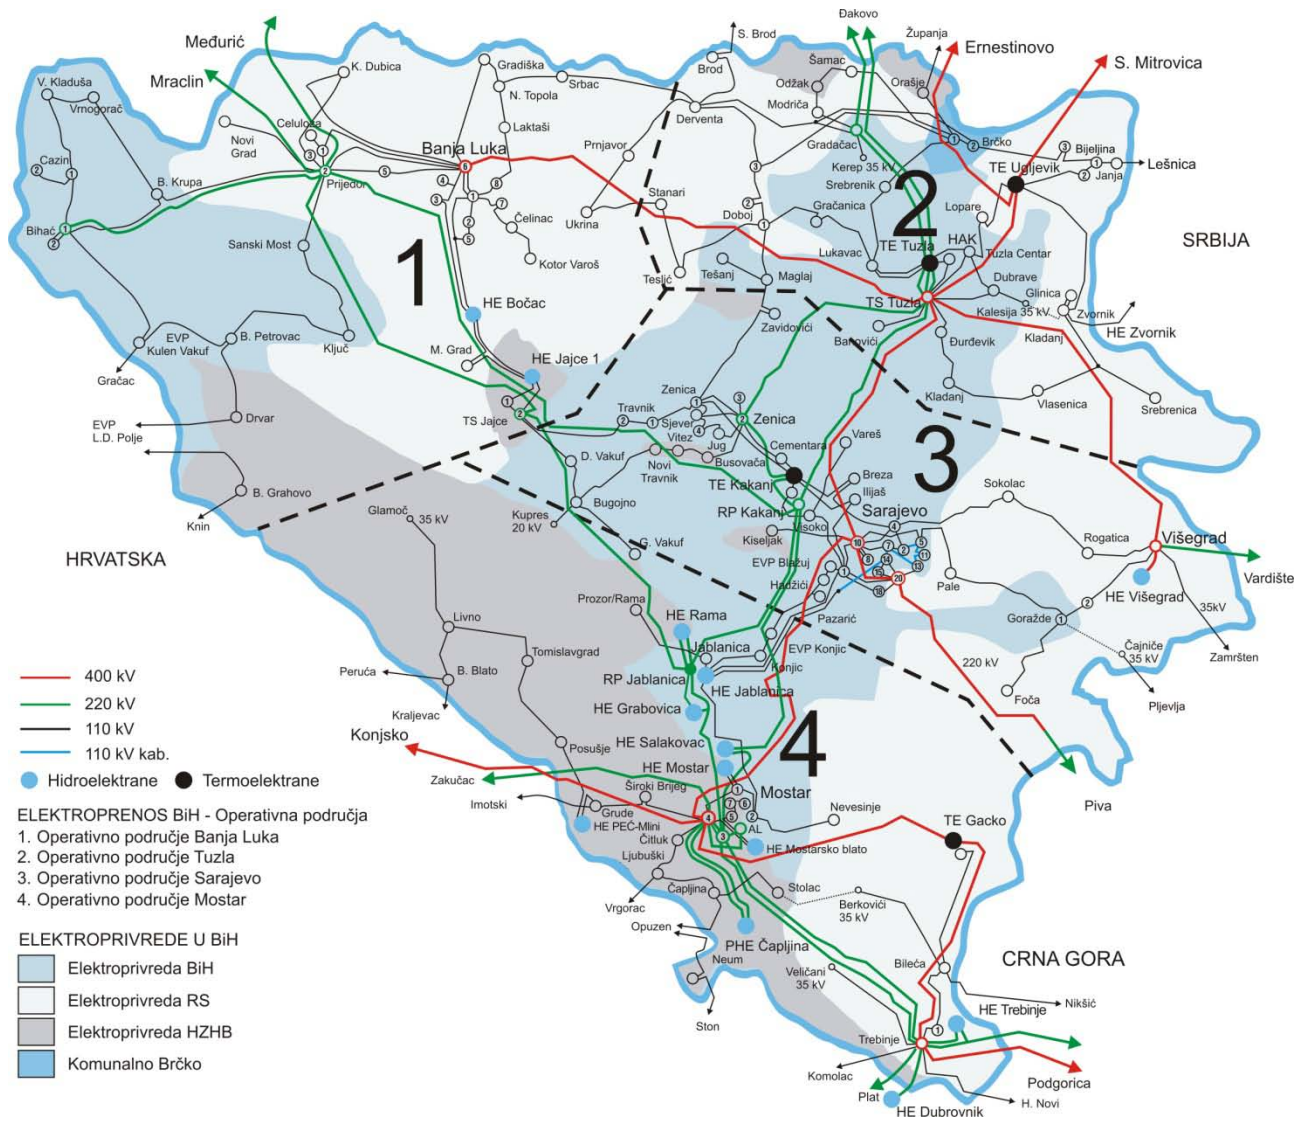 Međurić
Mraclin
K. Dubica
Gradiška
Srbac
N. Topola
Laktaši
S. Brod
Brod
Derventa
Đakovo
Županja
Šamac
Odžak
Orašje
Modriča
Ernestinovo
S. Mitrovica
V. Kladuša
Vrnogorač
Cazin
Novi
Grad
Celuloza
Banja Luka
Prijedor
B. Krupa
Bihać
Sanski Most
Prnjavor
Stanari
Ukrina
Doboj
Teslić
Čelinac
Kotor Varoš
Gradačac
Kerep 35 kV
Srebrenik
Gračanica
Lukavac
Brčko
Bijeljina
Janja
Lešnica
TE Ugljevik
Lopare
TE Tuzla
HAK
Tuzla Centar
Dubrave
Glinica
Kalesija 35 kV
Zvornik
HE Zvornik
SRBIJA
1
2
HE Bočac
M. Grad
HE Jajce 1
TS Jajce
EVP
Kulen Vakuf
B. Petrovac
Ključ
Gračac
Drvar
EVP
L.D. Polje
B. Grahovo
Knin
Tešanj
Maglaj
Zavidovići
TS Tuzla
Banovići
Đurđevik
Kladanj
Kladanj
Vlasenica
Srebrenica
Zenica
Travnik
Sjever
Zenica
Vitez
Jug
Novi
Travnik
Busovača
Cementara
Vareš
Breza
Ilijaš
TE Kakanj
RP Kakanj
Visoko
Kiseljak
Sarajevo
3
Sokolac
Rogatica
Višegrad
Vardište
HE Višegrad
35kV
Zamršten
Pale
Goražde
Čajniče
35 kV
Pljevlja
Foča
220 kV
Piva
D. Vakuf
Bugojno
Kupres
20 kV
G. Vakuf
Glamoč
35 kV
HRVATSKA
EVP Blažuj
Hadžići
Pazarić
EVP Konjic
Konjic
Prozor/Rama
HE Rama
Jablanica
RP Jablanica
HE Jablanica
HE Grabovica
HE Salakovac
HE Mostar
4
Livno
Tomislavgrad
B. Blato
Peruća
Kraljevac
Konjsko
Zakučac
Posušje
Imotski
Grude
Široki Brijeg
HE PEĆ-Mlini
Čitluk
Ljubuški
Mostar
AL
HE Mostarsko blato
Nevesinje
TE Gacko
Čapljina
Vrgorac
Opuzen
Stolac
Berkovići
35 kV
PHE Čapljina
Neum
Ston
Veličani
35 kV
Bileća
CRNA GORA
Nikšić
HE Trebinje
Trebinje
Komolac
Plat
HE Dubrovnik
H. Novi
Podgorica
400 kV
220 kV
110 kV
110 kV kab.
Hidroelektrane
Termoelektrane
ELEKTROPRENOS BiH - Operativna područja
1. Operativno područje Banja Luka
2. Operativno područje Tuzla
3. Operativno područje Sarajevo
4. Operativno područje Mostar
ELEKTROPRIVREDE U BiH
Elektroprivreda BiH
Elektroprivreda RS
Elektroprivreda HZHB
Komunalno Brčko